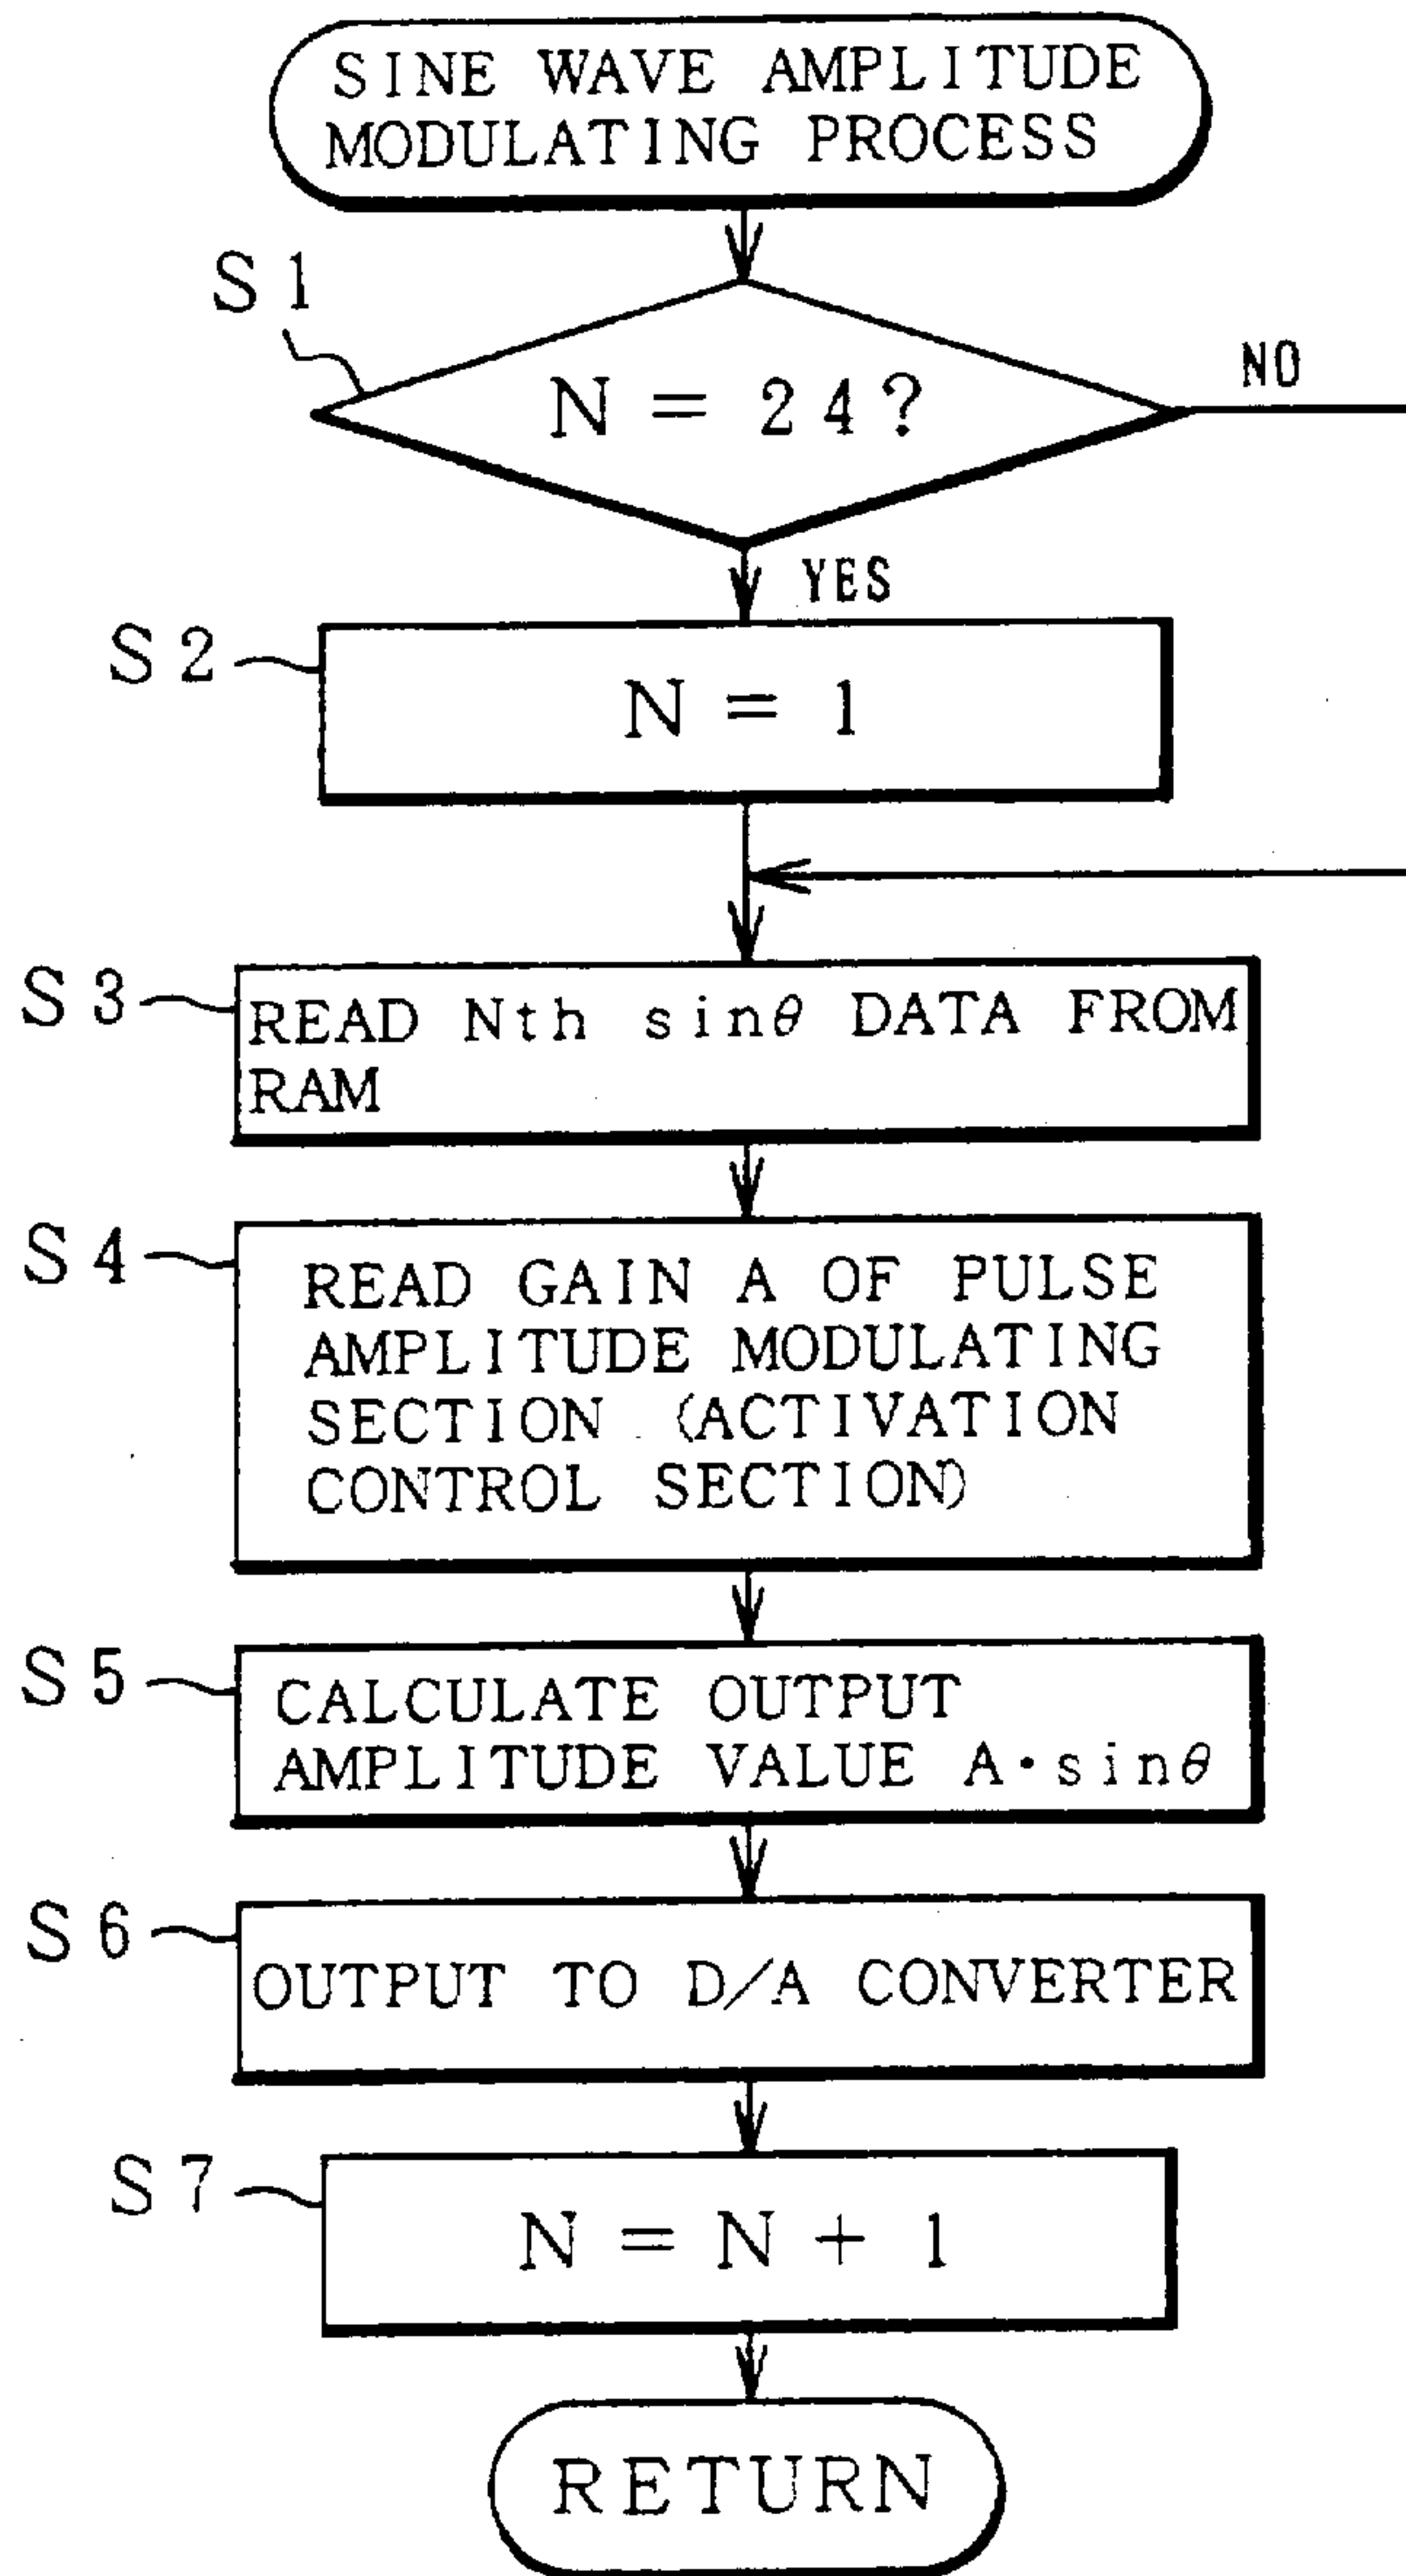 SINE WAVE AMPLITUDE
MODULATING PROCESS
S1
N = 24?
NO
YES
S2
N = 1
S3
READ Nth sinθ DATA FROM
RAM
S4
READ GAIN A OF PULSE
AMPLITUDE MODULATING
SECTION (ACTIVATION
CONTROL SECTION)
S5
CALCULATE OUTPUT
AMPLITUDE VALUE A·sinθ
S6
OUTPUT TO D/A CONVERTER
S7
N = N + 1
RETURN